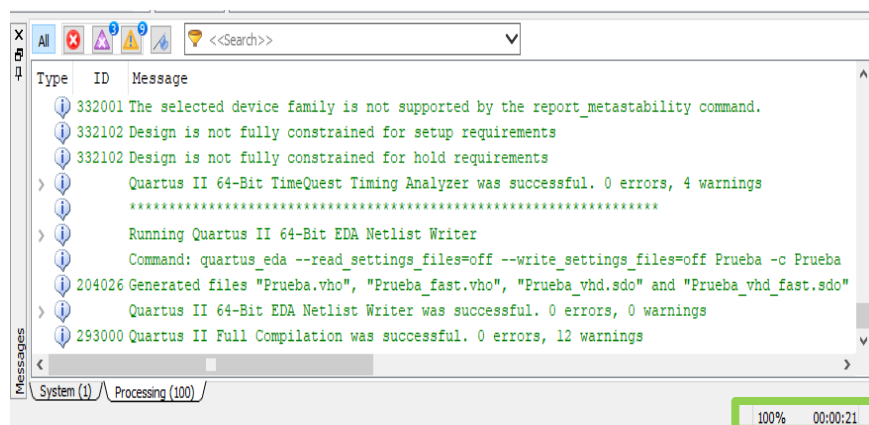 All 3 9 <<Search>>
Type ID Message
332001 The selected device family is not supported by the report_metastability command.
332102 Design is not fully constrained for setup requirements
332102 Design is not fully constrained for hold requirements
Quartus II 64-Bit TimeQuest Timing Analyzer was successful. 0 errors, 4 warnings
*******************************************************************
Running Quartus II 64-Bit EDA Netlist Writer
Command: quartus_eda --read_settings_files=off --write_settings_files=off Prueba -c Prueba
204026 Generated files "Prueba.vho", "Prueba_fast.vho", "Prueba_vhd.sdo" and "Prueba_vhd_fast.sdo"
Quartus II 64-Bit EDA Netlist Writer was successful. 0 errors, 0 warnings
293000 Quartus II Full Compilation was successful. 0 errors, 12 warnings
Messages
System (1) Processing (100)
100% 00:00:21